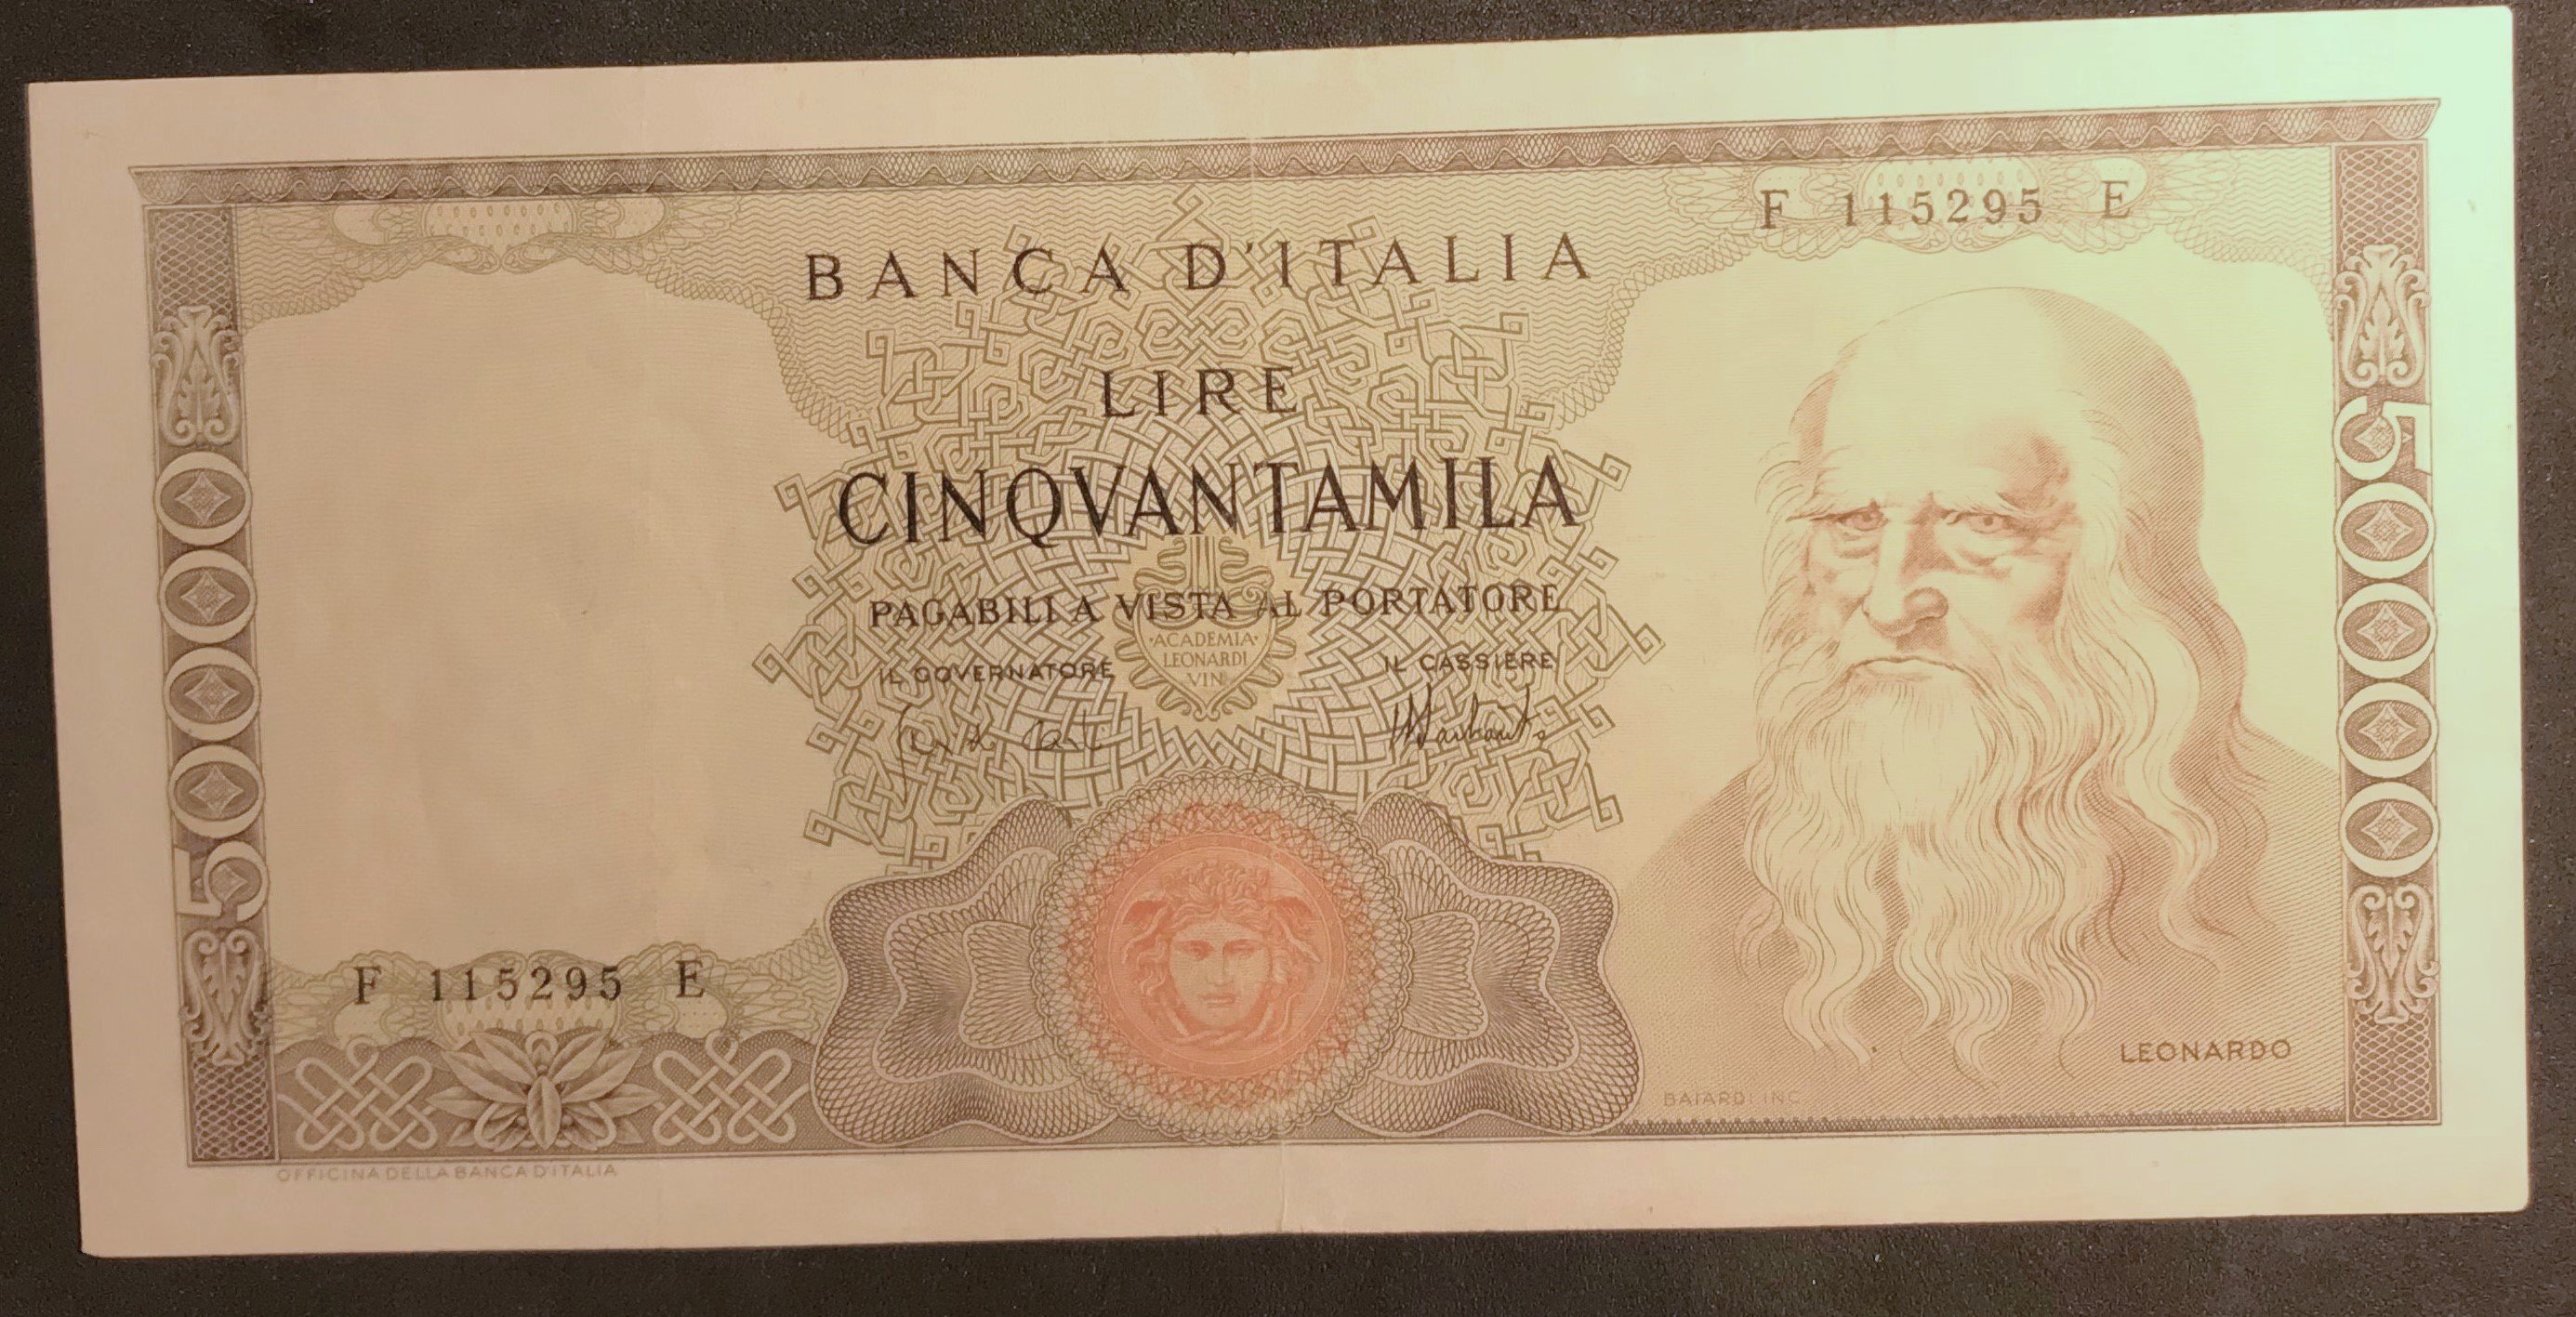 F 115295 E
BANCA D'ITALIA
LIRE
CINQVANTAMILA
PAGABILI A VISTA AL PORTATORE
ACADEMIA
LEONARDI
VIN
IL GOVERNATORE
IL CASSIERE
50000
50000
F 115295 E
LEONARDO
BAIARDI INC.
OFFICINA DELLA BANCA D'ITALIA